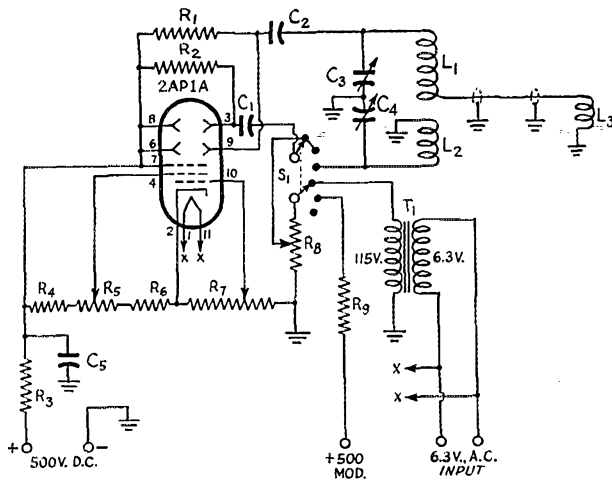 R1
C2
R2
2AP1A
C1
C3
L1
8
3
C4
L3
6
9
7
S1
L2
4
10
T1
2
1
11
X
X
R8
115V.
6.3V.
R4
R5
R6
R7
R9
C5
X
R3
X
+
-
500V. D.C.
+500
MOD.
6.3V., A.C.
INPUT